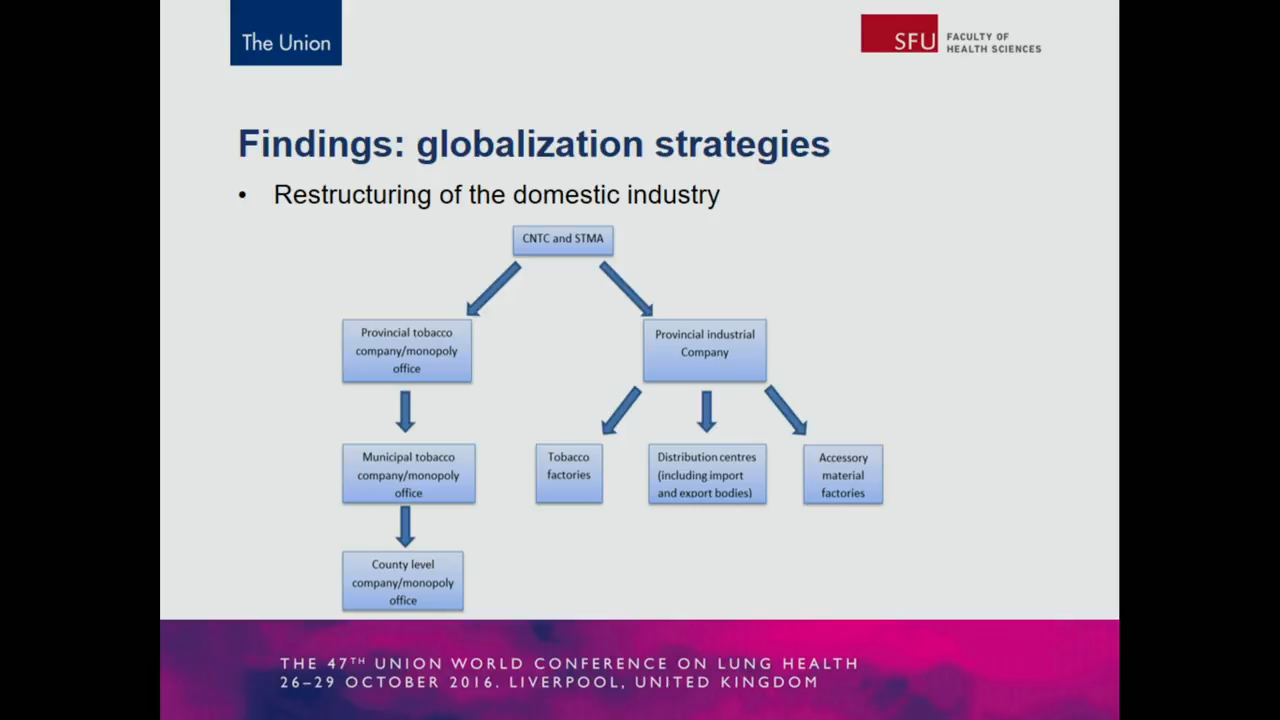 The Union
SFU
FACULTY OF
HEALTH SCIENCES
Findings: globalization strategies
• Restructuring of the domestic industry
CNTC and STMA
Provincial tobacco
company/monopoly
office
Provincial industrial
Company
Municipal tobacco
company/monopoly
office
Tobacco
factories
Distribution centres
(including import
and export bodies)
Accessory
material
factories
County level
company/monopoly
office
THE 47TH UNION WORLD CONFERENCE ON LUNG HEALTH
26–29 OCTOBER 2016. LIVERPOOL, UNITED KINGDOM